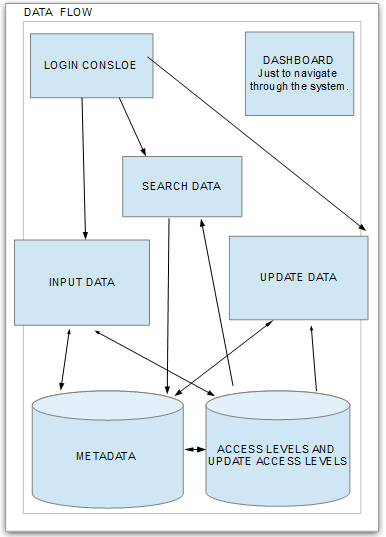 DATA FLOW
LOGIN CONSLOE
DASHBOARD
Just to navigate
through the system.
SEARCH DATA
INPUT DATA
UPDATE DATA
METADATA
ACCESS LEVELS AND
UPDATE ACCESS LEVELS